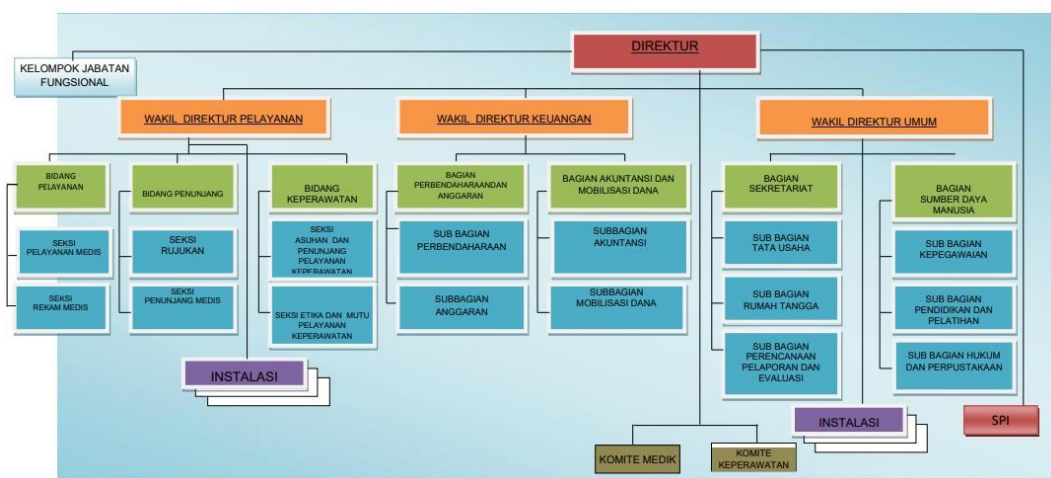 DIREKTUR
KELOMPOK JABATAN
FUNGSIONAL
WAKIL DIREKTUR PELAYANAN
WAKIL DIREKTUR KEUANGAN
WAKIL DIREKTUR UMUM
BIDANG
PELAYANAN
BIDANG PENUNJANG
BIDANG
KEPERAWATAN
BAGIAN
PERBENDAHARAANDAN
ANGGARAN
BAGIAN AKUNTANSI DAN
MOBILISASI DANA
BAGIAN
SEKRETARIAT
BAGIAN
SUMBER DAYA
MANUSIA
SEKSI
PELAYANAN MEDIS
SEKSI
RUJUKAN
SEKSI
ASUHAN DAN
PENUNJANG
PELAYANAN
KEPERAWATAN
SUB BAGIAN
PERBENDAHARAAN
SUBBAGIAN
AKUNTANSI
SUB BAGIAN
TATA USAHA
SUB BAGIAN
KEPEGAWAIAN
SEKSI
REKAM MEDIS
SEKSI
PENUNJANG MEDIS
SEKSI ETIKA DAN MUTU
PELAYANAN
KEPERAWATAN
SUBBAGIAN
ANGGARAN
SUBBAGIAN
MOBILISASI DANA
SUB BAGIAN
RUMAH TANGGA
SUB BAGIAN
PENDIDIKAN DAN
PELATIHAN
SUB BAGIAN
PERENCANAAN
PELAPORAN DAN
EVALUASI
SUB BAGIAN HUKUM
DAN PERPUSTAKAAN
INSTALASI
INSTALASI
SPI
KOMITE MEDIK
KOMITE
KEPERAWATAN